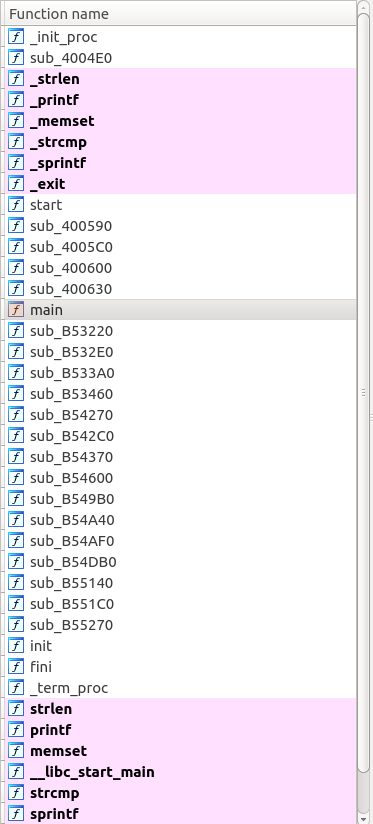 Function name
_init_proc
sub_4004E0
_strlen
_printf
_memset
_strcmp
_sprintf
_exit
start
sub_400590
sub_4005C0
sub_400600
sub_400630
main
sub_B53220
sub_B532E0
sub_B533A0
sub_B53460
sub_B54270
sub_B542C0
sub_B54370
sub_B54600
sub_B549B0
sub_B54A40
sub_B54AF0
sub_B54DB0
sub_B55140
sub_B551C0
sub_B55270
init
fini
_term_proc
strlen
printf
memset
__libc_start_main
strcmp
sprintf